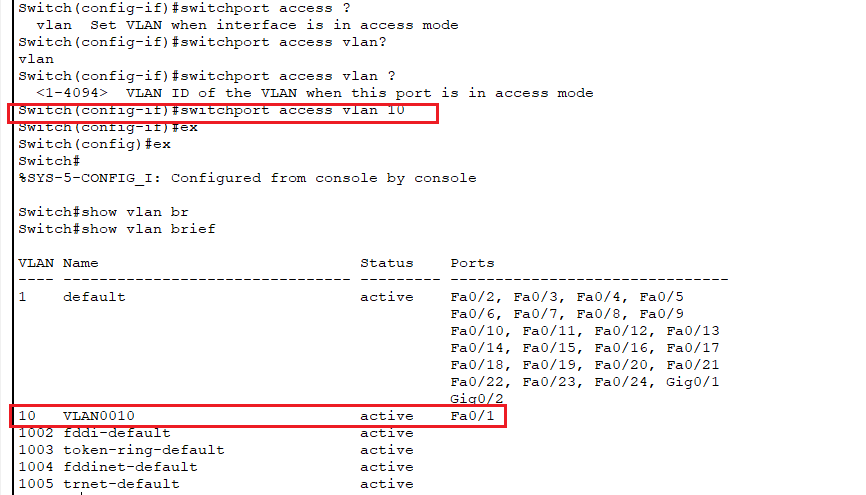 Switch(config-if)#switchport access ?
  vlan  Set VLAN when interface is in access mode
Switch(config-if)#switchport access vlan?
vlan
Switch(config-if)#switchport access vlan ?
  <1-4094>  VLAN ID of the VLAN when this port is in access mode
Switch(config-if)#switchport access vlan 10
Switch(config-if)#ex
Switch(config)#ex
Switch#
%SYS-5-CONFIG_I: Configured from console by console
Switch#show vlan br
Switch#show vlan brief
VLAN Name                             Status    Ports
---- -------------------------------- --------- -------------------------------
1    default                          active    Fa0/2, Fa0/3, Fa0/4, Fa0/5
                                                Fa0/6, Fa0/7, Fa0/8, Fa0/9
                                                Fa0/10, Fa0/11, Fa0/12, Fa0/13
                                                Fa0/14, Fa0/15, Fa0/16, Fa0/17
                                                Fa0/18, Fa0/19, Fa0/20, Fa0/21
                                                Fa0/22, Fa0/23, Fa0/24, Gig0/1
                                                Gig0/2
10   VLAN0010                         active    Fa0/1
1002 fddi-default                     active
1003 token-ring-default               active
1004 fddinet-default                  active
1005 trnet-default                    active